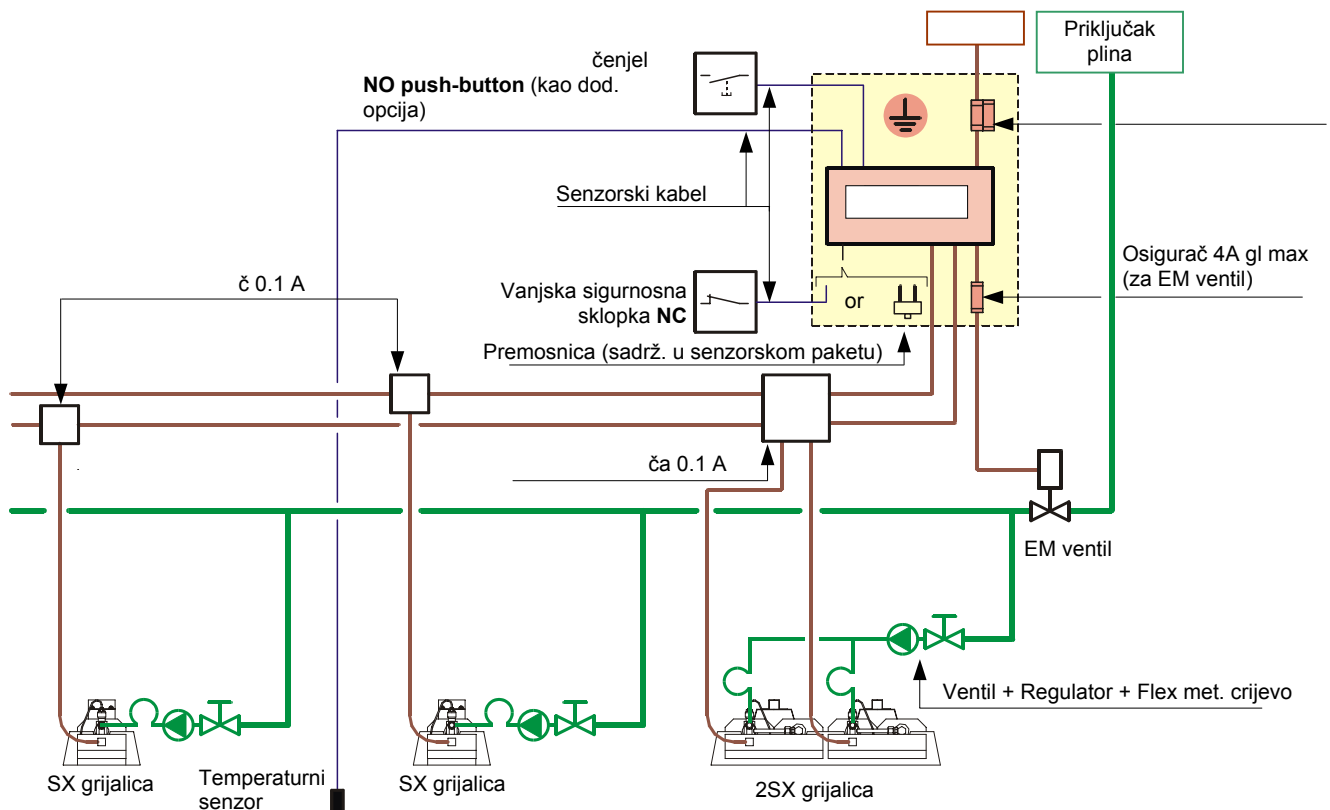 Priključak
plina
čenjel
NO push-button (kao dod.
opcija)
Senzorski kabel
Osigurač 4A gl max
(za EM ventil)
č 0.1 A
Vanjska sigurnosna
sklopka NC
or
Premosnica (sadrž. u senzorskom paketu)
ča 0.1 A
EM ventil
Ventil + Regulator + Flex met. crijevo
SX grijalica
Temperaturni
senzor
SX grijalica
2SX grijalica